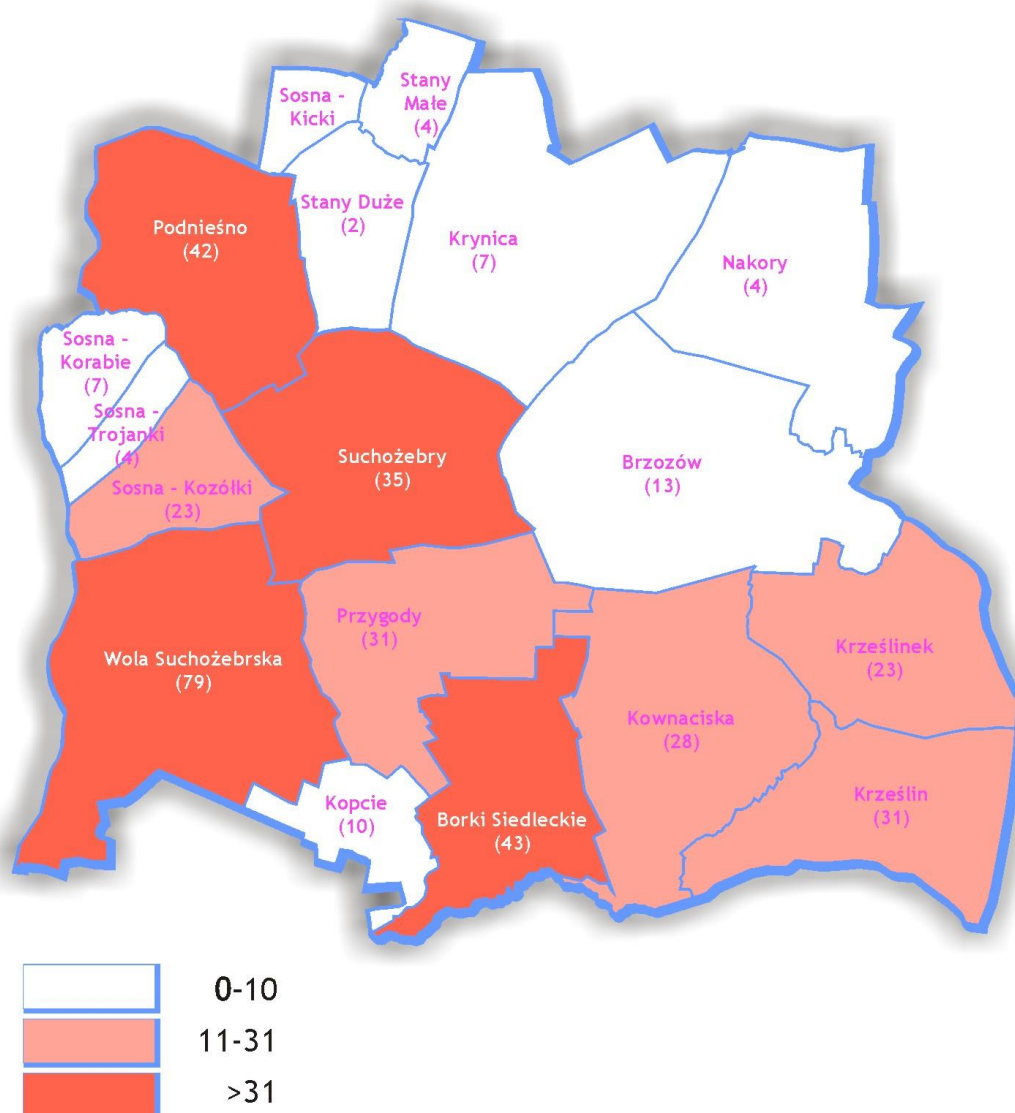 Stany
Małe
(4)
Sosna -
Kicki
Stany Duże
(2)
Podnieśno
(42)
Krynica
(7)
Nakory
(4)
Sosna -
Korabie
(7)
Sosna -
Trojanki
(4)
Sosna - Kozółki
(23)
Suchożebry
(35)
Brzozów
(13)
Przygody
(31)
Wola Suchożebrska
(79)
Krześlinek
(23)
Kownaciska
(28)
Kopcie
(10)
Borki Siedleckie
(43)
Krześlin
(31)
0-10
11-31
>31